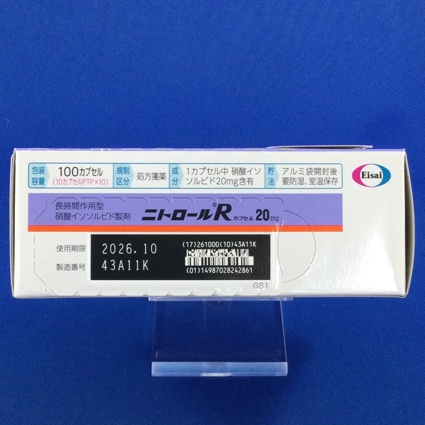 包装容量 100カプセル (10カプセルPTP×10) 規制区分 処方箋薬 成分 1カプセル中 硝酸イソソルビド20mg含有 貯法 アルミ袋開封後要防湿、室温保存
Eisai
長時間作用型
硝酸イソソルビド製剤 ニトロール®Rカプセル20mg
使用期限 2026.10
製造番号 43A11K
(17)261000(10)43A11K
(01)14987028242861
GS1